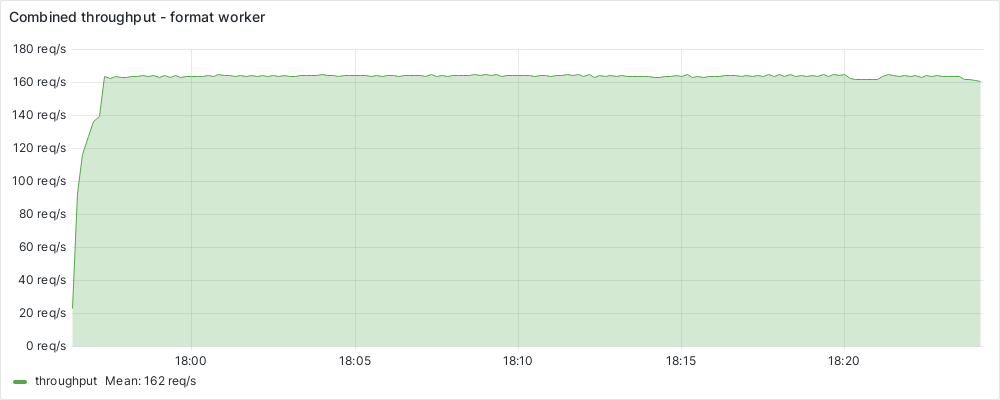 Combined throughput - format worker
180 req/s
160 req/s
140 req/s
120 req/s
100 req/s
80 req/s
60 req/s
40 req/s
20 req/s
0 req/s
18:00 18:05 18:10 18:15 18:20
throughput Mean: 162 req/s